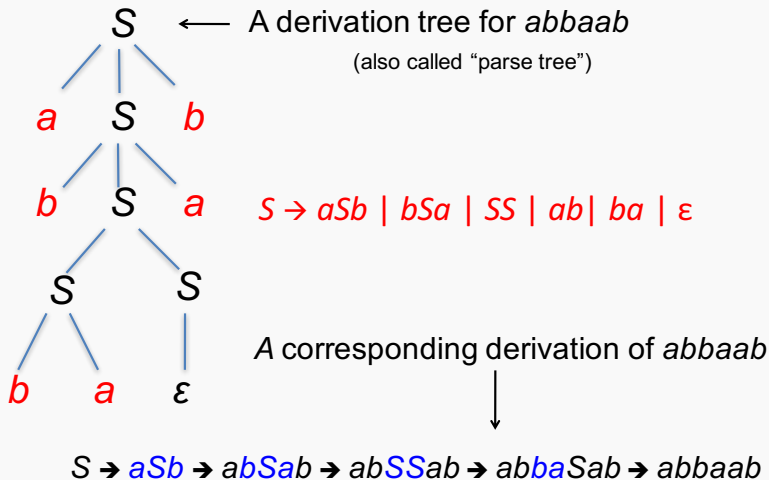 S ← A derivation tree for abbaab
(also called “parse tree”)
a S b
b S a
S → aSb | bSa | SS | ab| ba | ε
S S
A corresponding derivation of abbaab
b a ε
S ➔ aSb ➔ abSab ➔ abSSab ➔ abbaSab ➔ abbaab